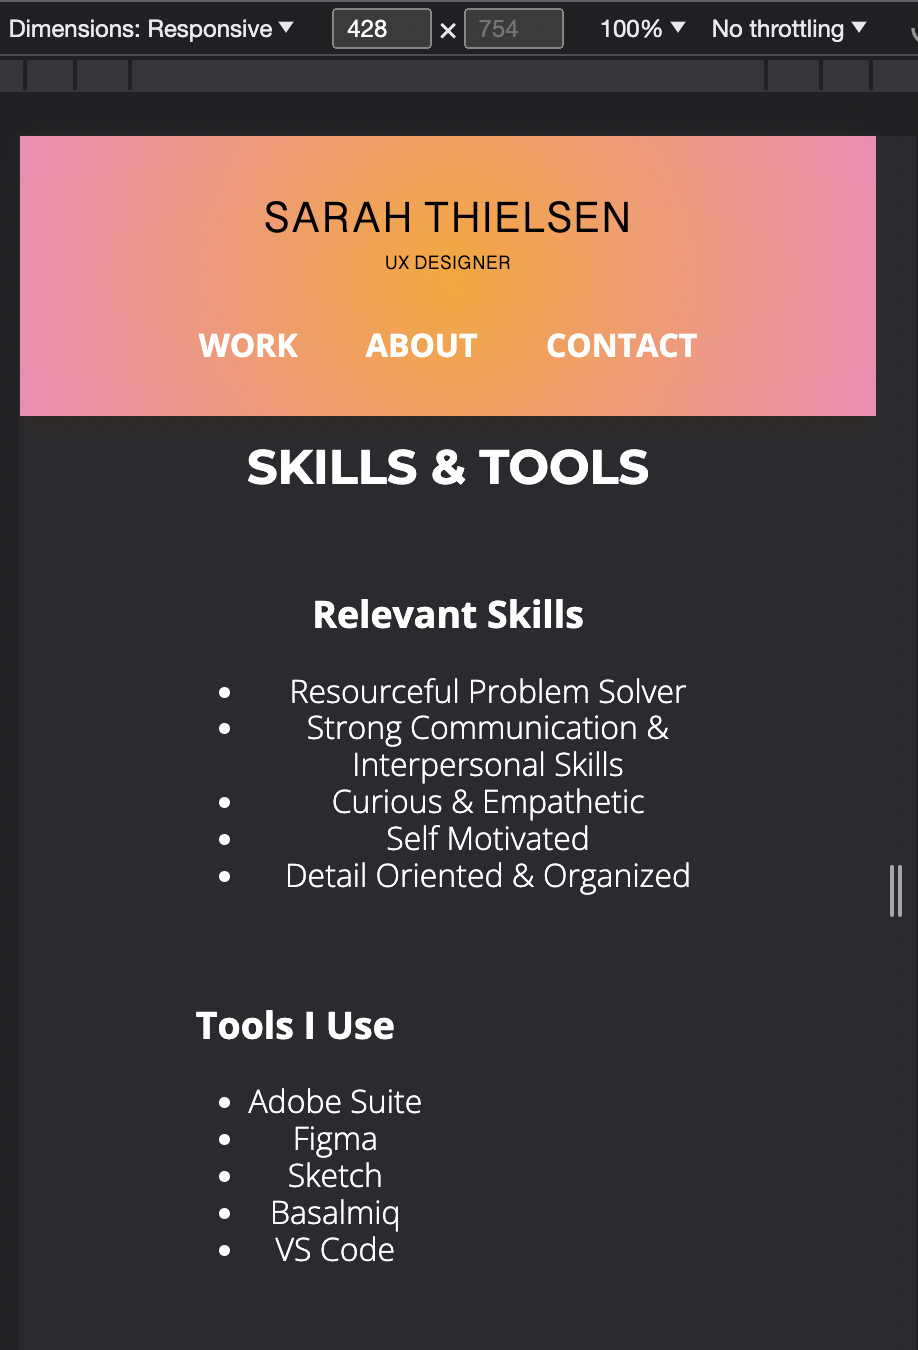 Dimensions: Responsive ▼ 428 × 754 100% ▼ No throttling ▼
SARAH THIELSEN
UX DESIGNER
WORK ABOUT CONTACT
SKILLS & TOOLS
Relevant Skills
• Resourceful Problem Solver
• Strong Communication &
Interpersonal Skills
• Curious & Empathetic
• Self Motivated
• Detail Oriented & Organized
Tools I Use
• Adobe Suite
• Figma
• Sketch
• Basalmiq
• VS Code